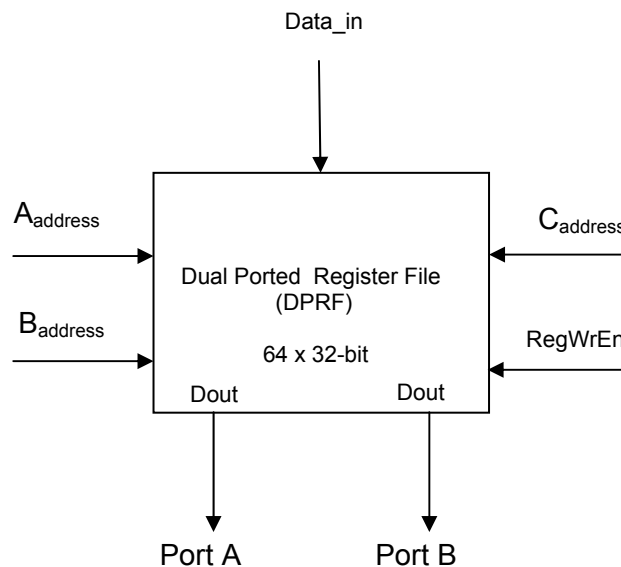 Data_in
Aaddress
Caddress
Dual Ported Register File
(DPRF)
Baddress
RegWrEn
64 x 32-bit
Dout Dout
Port A Port B